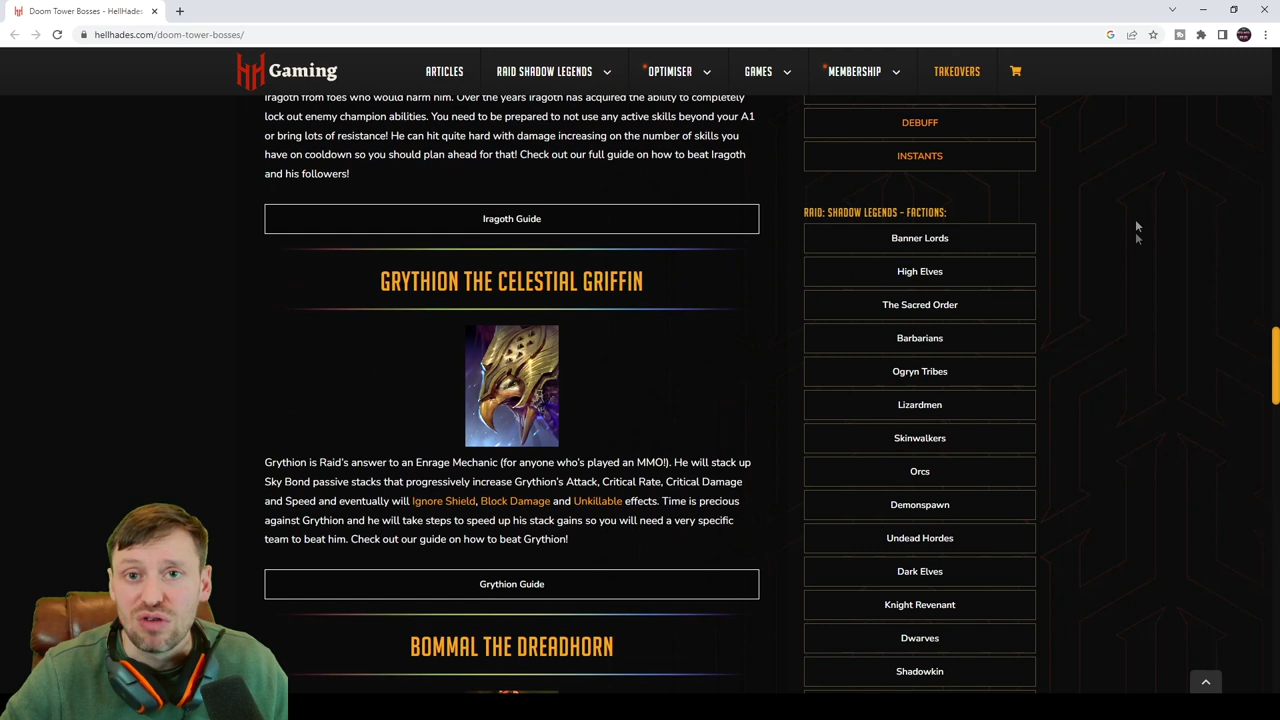 Doom Tower Bosses - HellHades
hellhades.com/doom-tower-bosses/
Gaming
ARTICLES
RAID SHADOW LEGENDS
OPTIMISER
GAMES
MEMBERSHIP
TAKEOVERS
Iragoth from foes who would harm him. Over the years Iragoth has acquired the ability to completely
lock out enemy champion abilities. You need to be prepared to not use any active skills beyond your A1
or bring lots of resistance! He can hit quite hard with damage increasing on the number of skills you
have on cooldown so you should plan ahead for that! Check out our full guide on how to beat Iragoth
and his followers!
Iragoth Guide
GRYTHION THE CELESTIAL GRIFFIN
Grythion is Raid's answer to an Enrage Mechanic (for anyone who's played an MMO!). He will stack up
Sky Bond passive stacks that progressively increase Grythion's Attack, Critical Rate, Critical Damage
and Speed and eventually will Ignore Shield, Block Damage and Unkillable effects. Time is precious
against Grythion and he will take steps to speed up his stack gains so you will need a very specific
team to beat him. Check out our guide on how to beat Grythion!
Grythion Guide
BOMMAL THE DREADHORN
DEBUFF
INSTANTS
RAID: SHADOW LEGENDS - FACTIONS:
Banner Lords
High Elves
The Sacred Order
Barbarians
Ogryn Tribes
Lizardmen
Skinwalkers
Orcs
Demonspawn
Undead Hordes
Dark Elves
Knight Revenant
Dwarves
Shadowkin